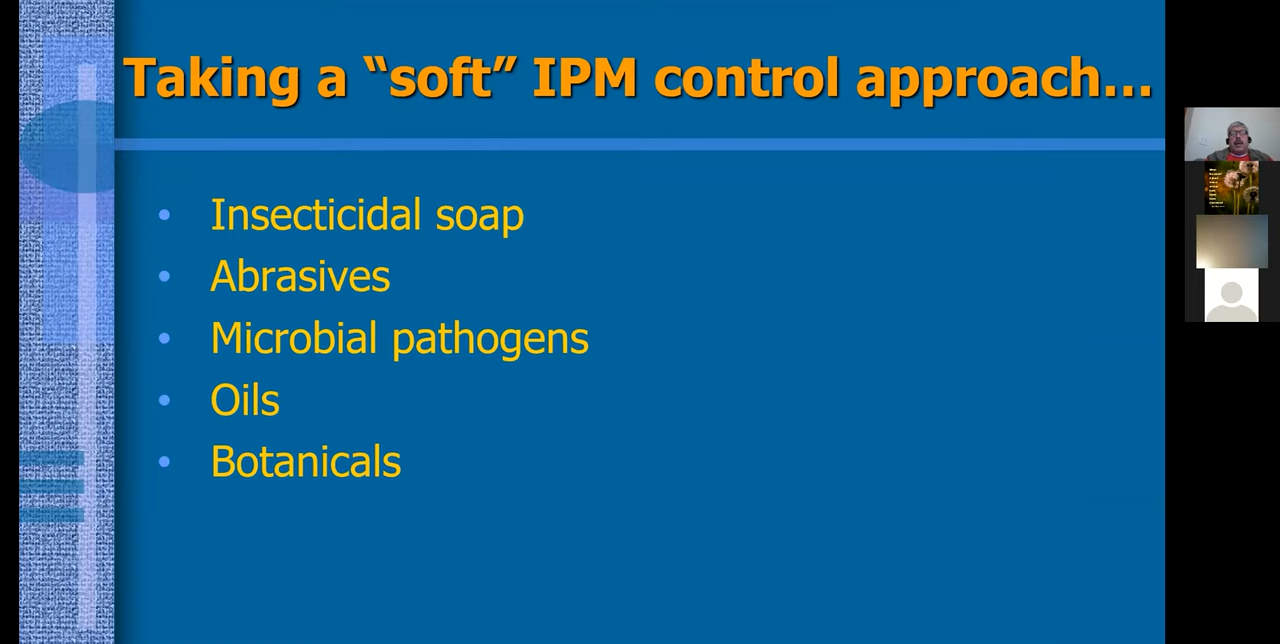 Taking a “soft” IPM control approach…
• Insecticidal soap
• Abrasives
• Microbial pathogens
• Oils
• Botanicals